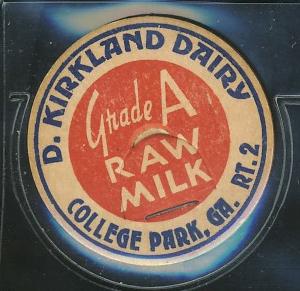 D. KIRKLAND DAIRY
Grade A
RAW
MILK
COLLEGE PARK, GA. RT. 2